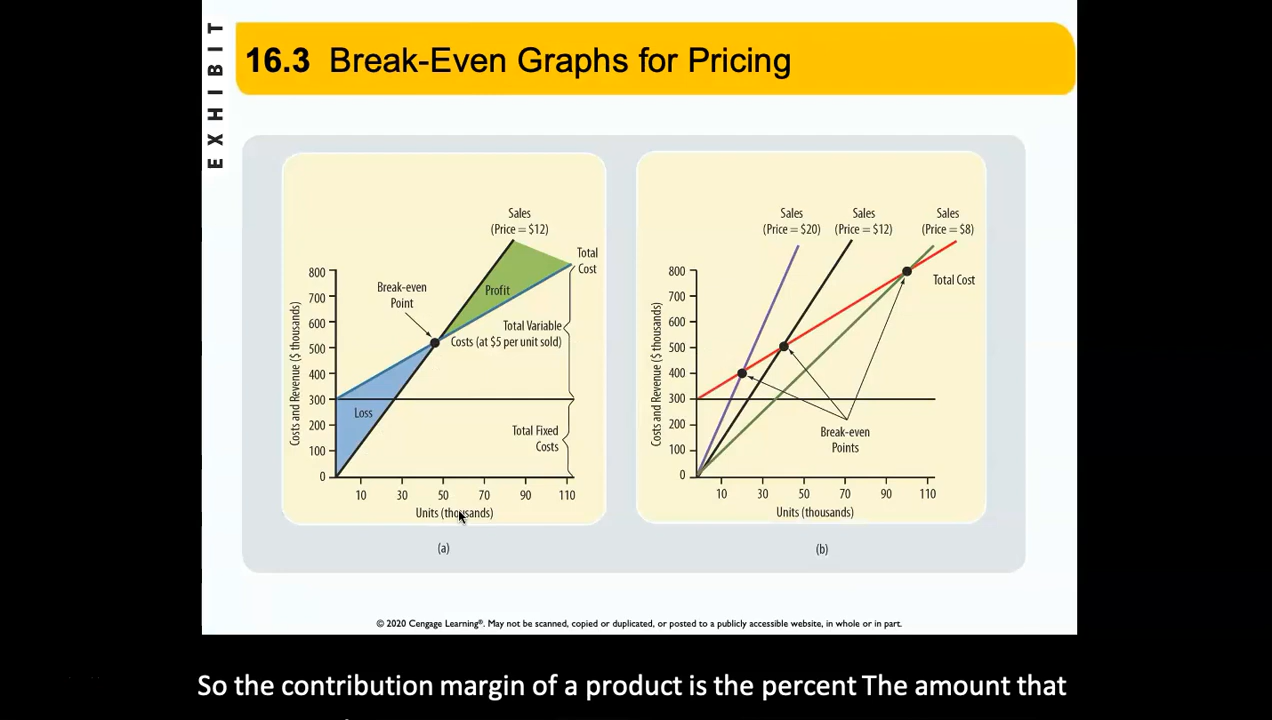 EXHIBIT
16.3 Break-Even Graphs for Pricing
Sales
(Price = $12)
Total
Cost
Break-even
Point
Profit
Total Variable
Costs (at $5 per unit sold)
Loss
Total Fixed
Costs
Costs and Revenue ($ thousands)
800
700
600
500
400
300
200
100
0
10 30 50 70 90 110
Units (thousands)
(a)
Sales
(Price = $20)
Sales
(Price = $12)
Sales
(Price = $8)
Total Cost
Break-even
Points
Costs and Revenue ($ thousands)
800
700
600
500
400
300
200
100
0
10 30 50 70 90 110
Units (thousands)
(b)
© 2020 Cengage Learning®. May not be scanned, copied or duplicated, or posted to a publicly accessible website, in whole or in part.
So the contribution margin of a product is the percent The amount that